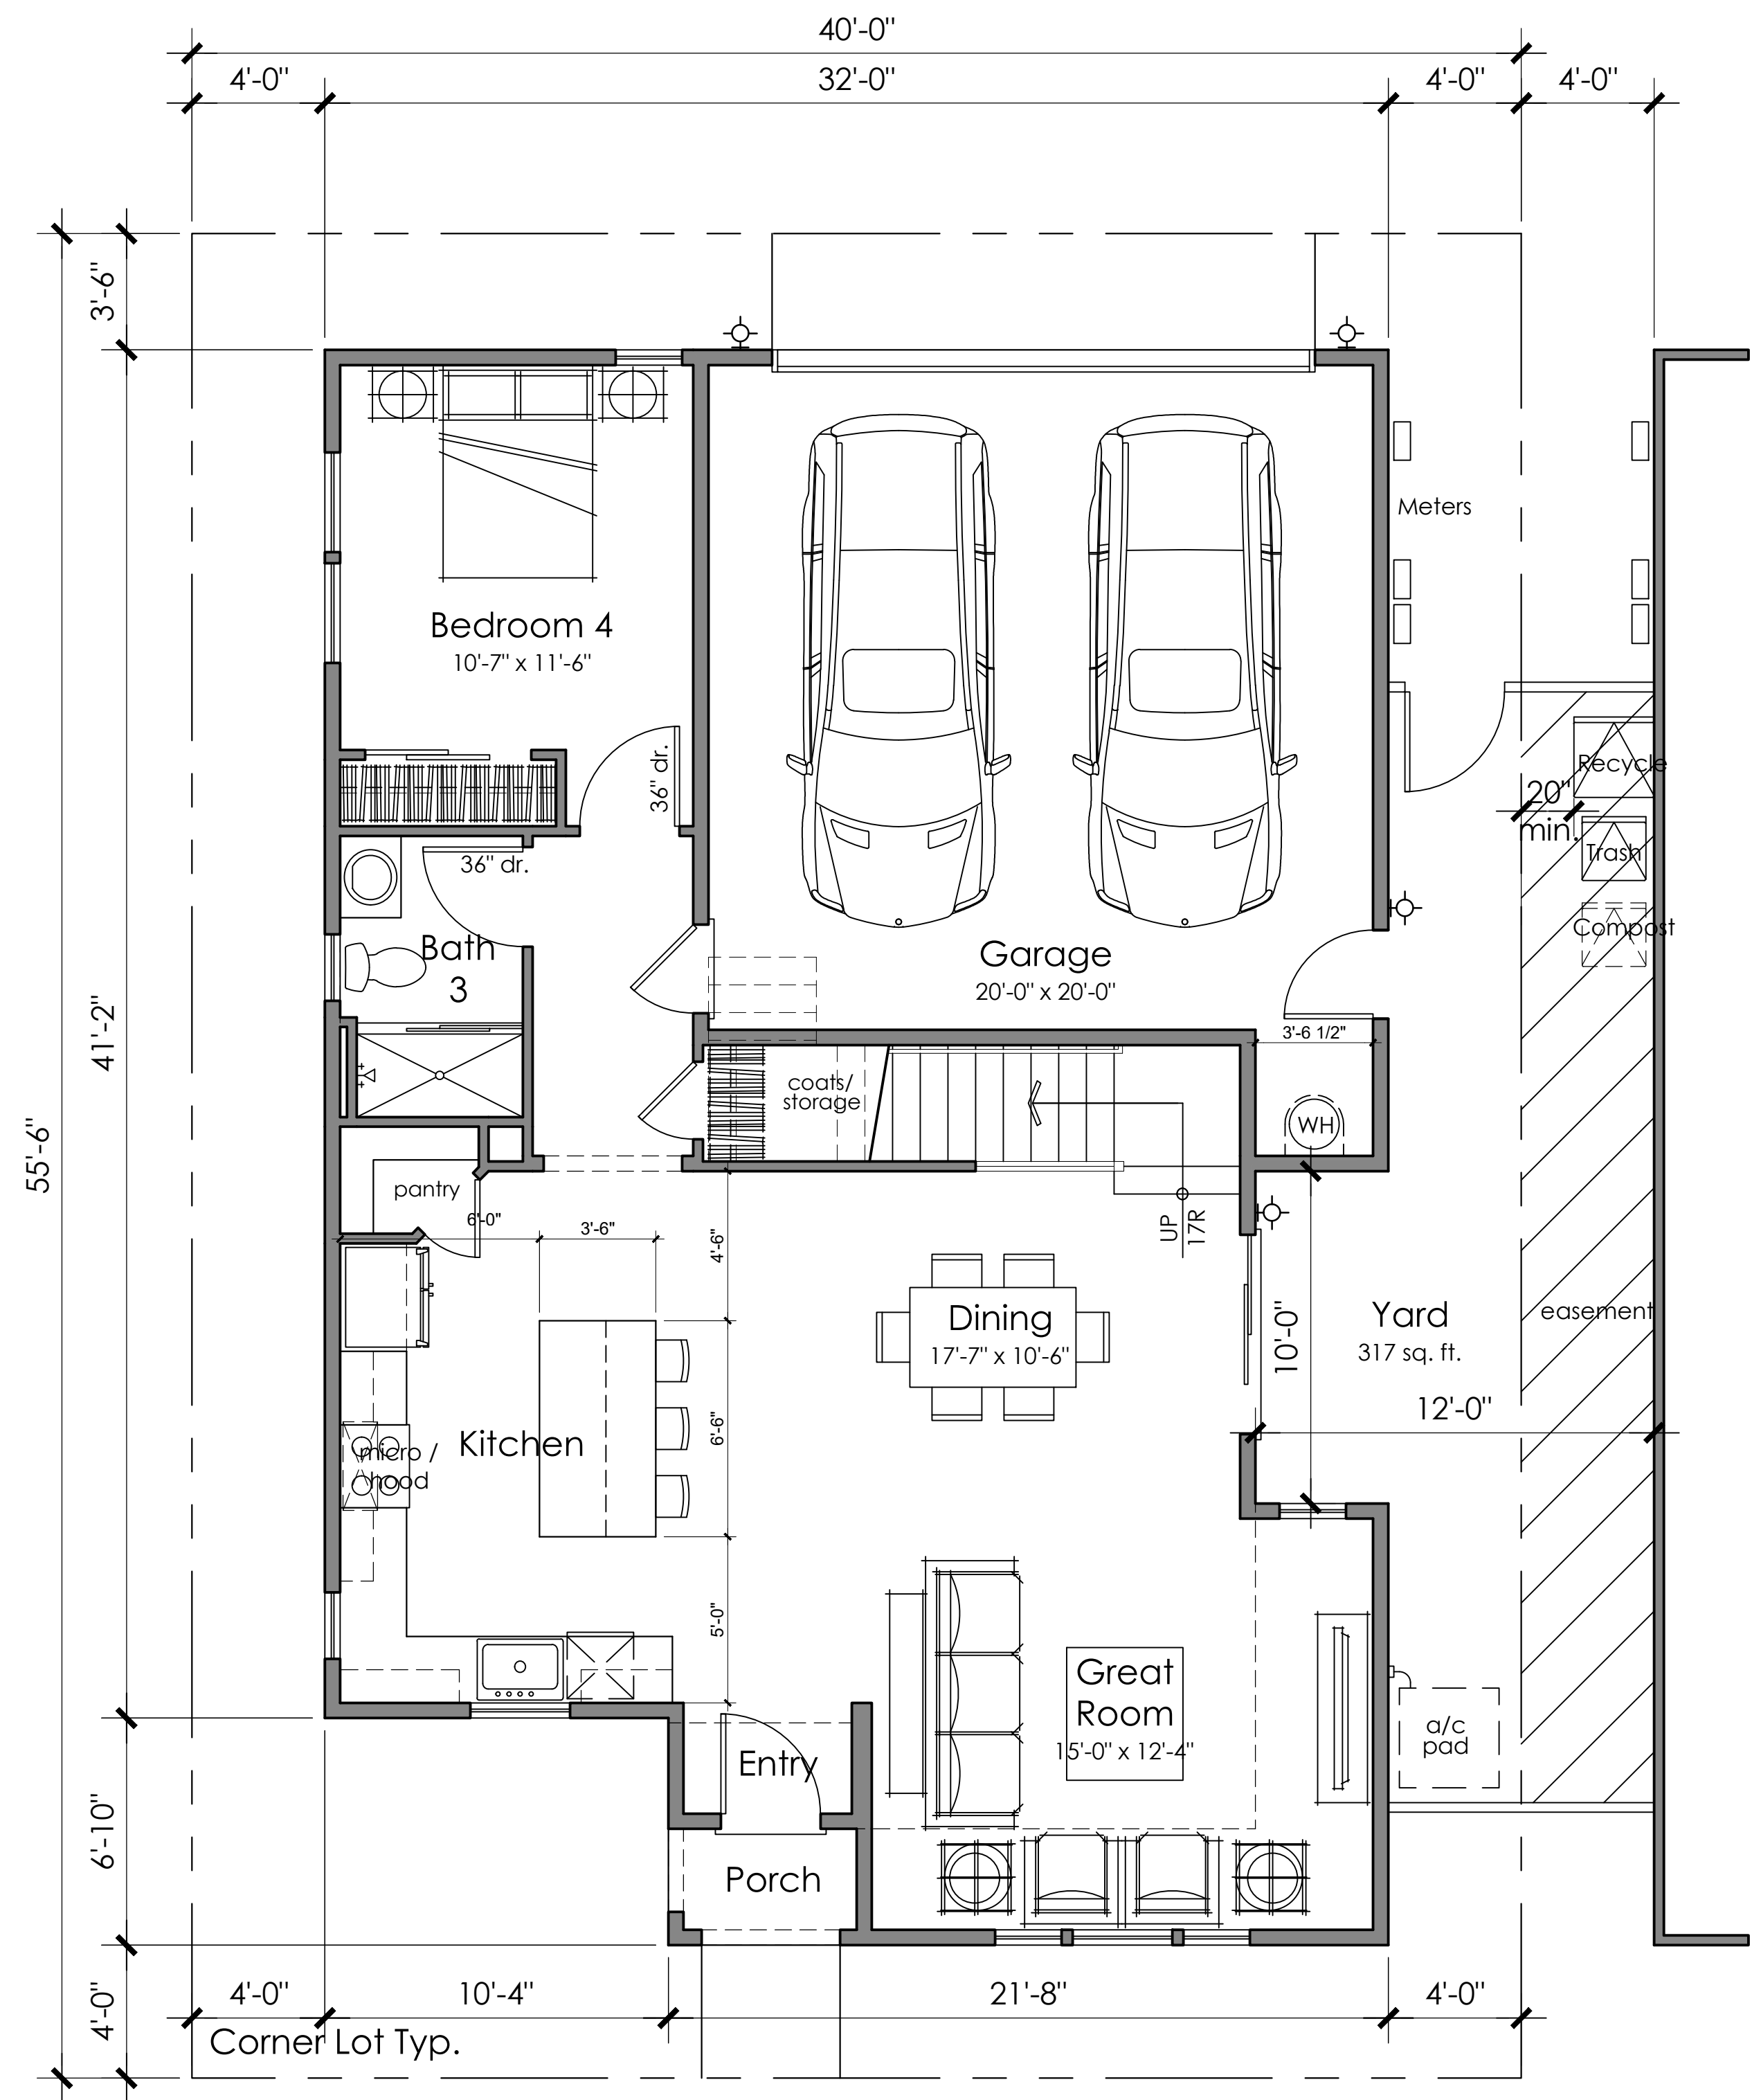 40'-0"
4'-0"
32'-0"
4'-0"
4'-0"
3'-6"
Meters
Bedroom 4
10'-7" x 11'-6"
36" dr.
Recycle
20"
min.
Trash
36" dr.
Compost
Bath
3
Garage
20'-0" x 20'-0"
41'-2"
3'-6 1/2"
coats/
storage
WH
55'-6"
pantry
6'-0"
3'-6"
4'-6"
UP
17R
Dining
17'-7" x 10'-6"
10'-0"
Yard
317 sq. ft.
easement
12'-0"
Kitchen
micro /
hood
6'-6"
5'-0"
Great
Room
15'-0" x 12'-4"
a/c
pad
Entry
6'-10"
Porch
4'-0"
4'-0"
10'-4"
21'-8"
4'-0"
Corner Lot Typ.